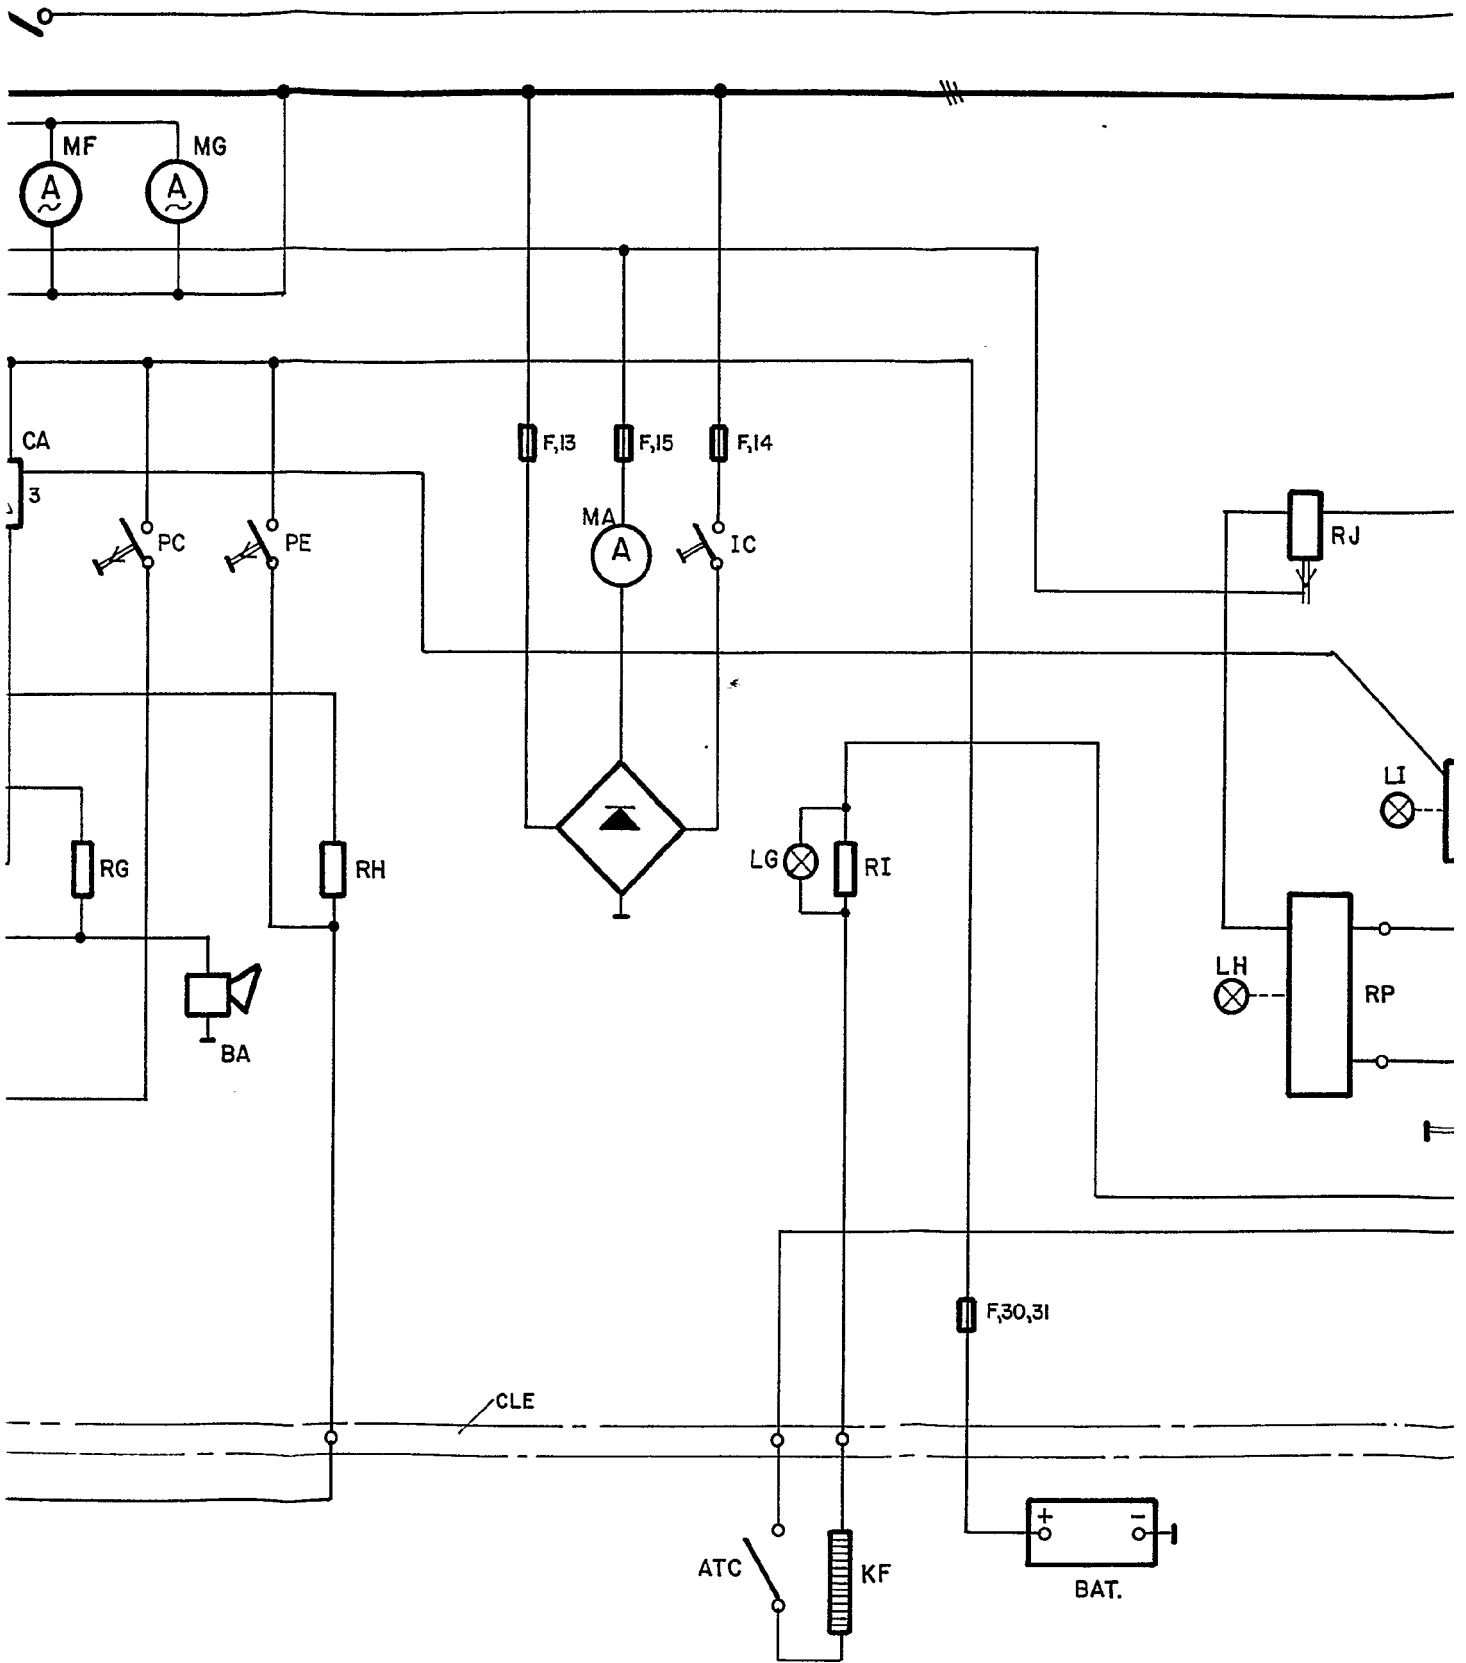 MF MG
A A
CA
F,13 F,15 F,14
3
MA
PC PE A IC
RJ
LI
LG RI
RG RH
LH
RP
BA
F,30,31
CLE
+ −
ATC KF
BAT.